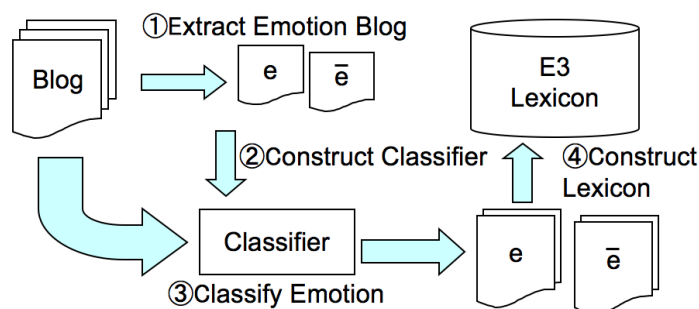 ①Extract Emotion Blog
Blog
e
ē
E3
Lexicon
②Construct Classifier
④Construct
Lexicon
Classifier
e
ē
③Classify Emotion